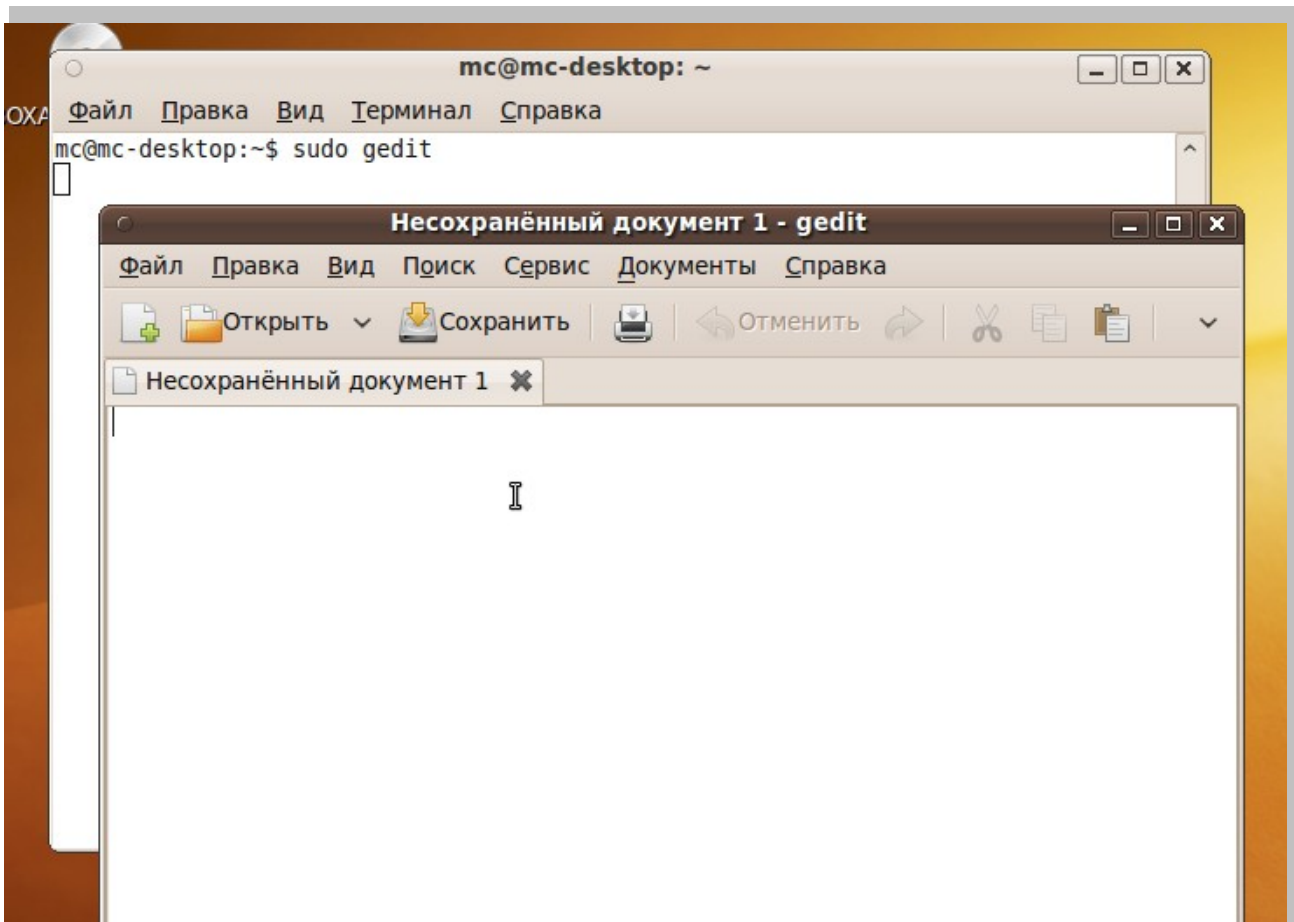 mc@mc-desktop: ~
ОХА
Файл Правка Вид Терминал Справка
mc@mc-desktop:~$ sudo gedit
Несохранённый документ 1 - gedit
Файл Правка Вид Поиск Сервис Документы Справка
Открыть Сохранить Отменить
Несохранённый документ 1